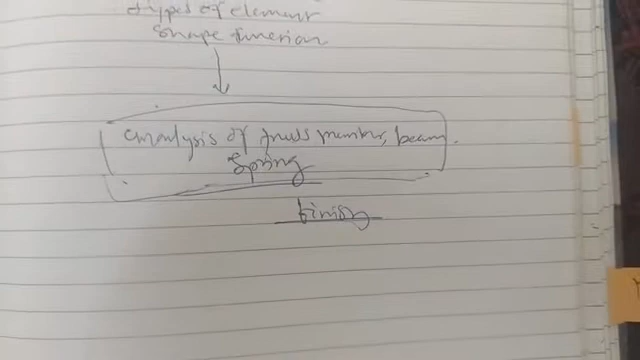 types of element
shape function
analysis of truss member, beam.
spring
finish